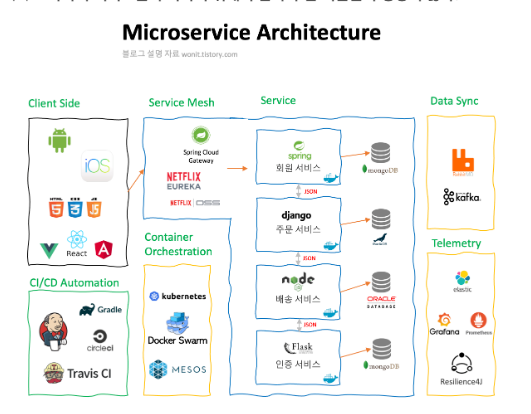 Microservice Architecture
블로그 설명 자료 wonit.tistory.com
Client Side
Service Mesh
Service
Data Sync
iOS
HTML CSS JS
5 3 5
React
Spring Cloud
Gateway
NETFLIX
EUREKA
NETFLIX OSS
spring
회원 서비스
mongoDB
JSON
django
주문 서비스
JSON
node
배송 서비스
ORACLE
DATABASE
JSON
Flask
인증 서비스
mongoDB
RabbitMQ
kafka
Telemetry
elastic
Grafana
Prometheus
Resilience4J
Container
Orchestration
kubernetes
Docker Swarm
MESOS
CI/CD Automation
Gradle
circleci
Travis CI